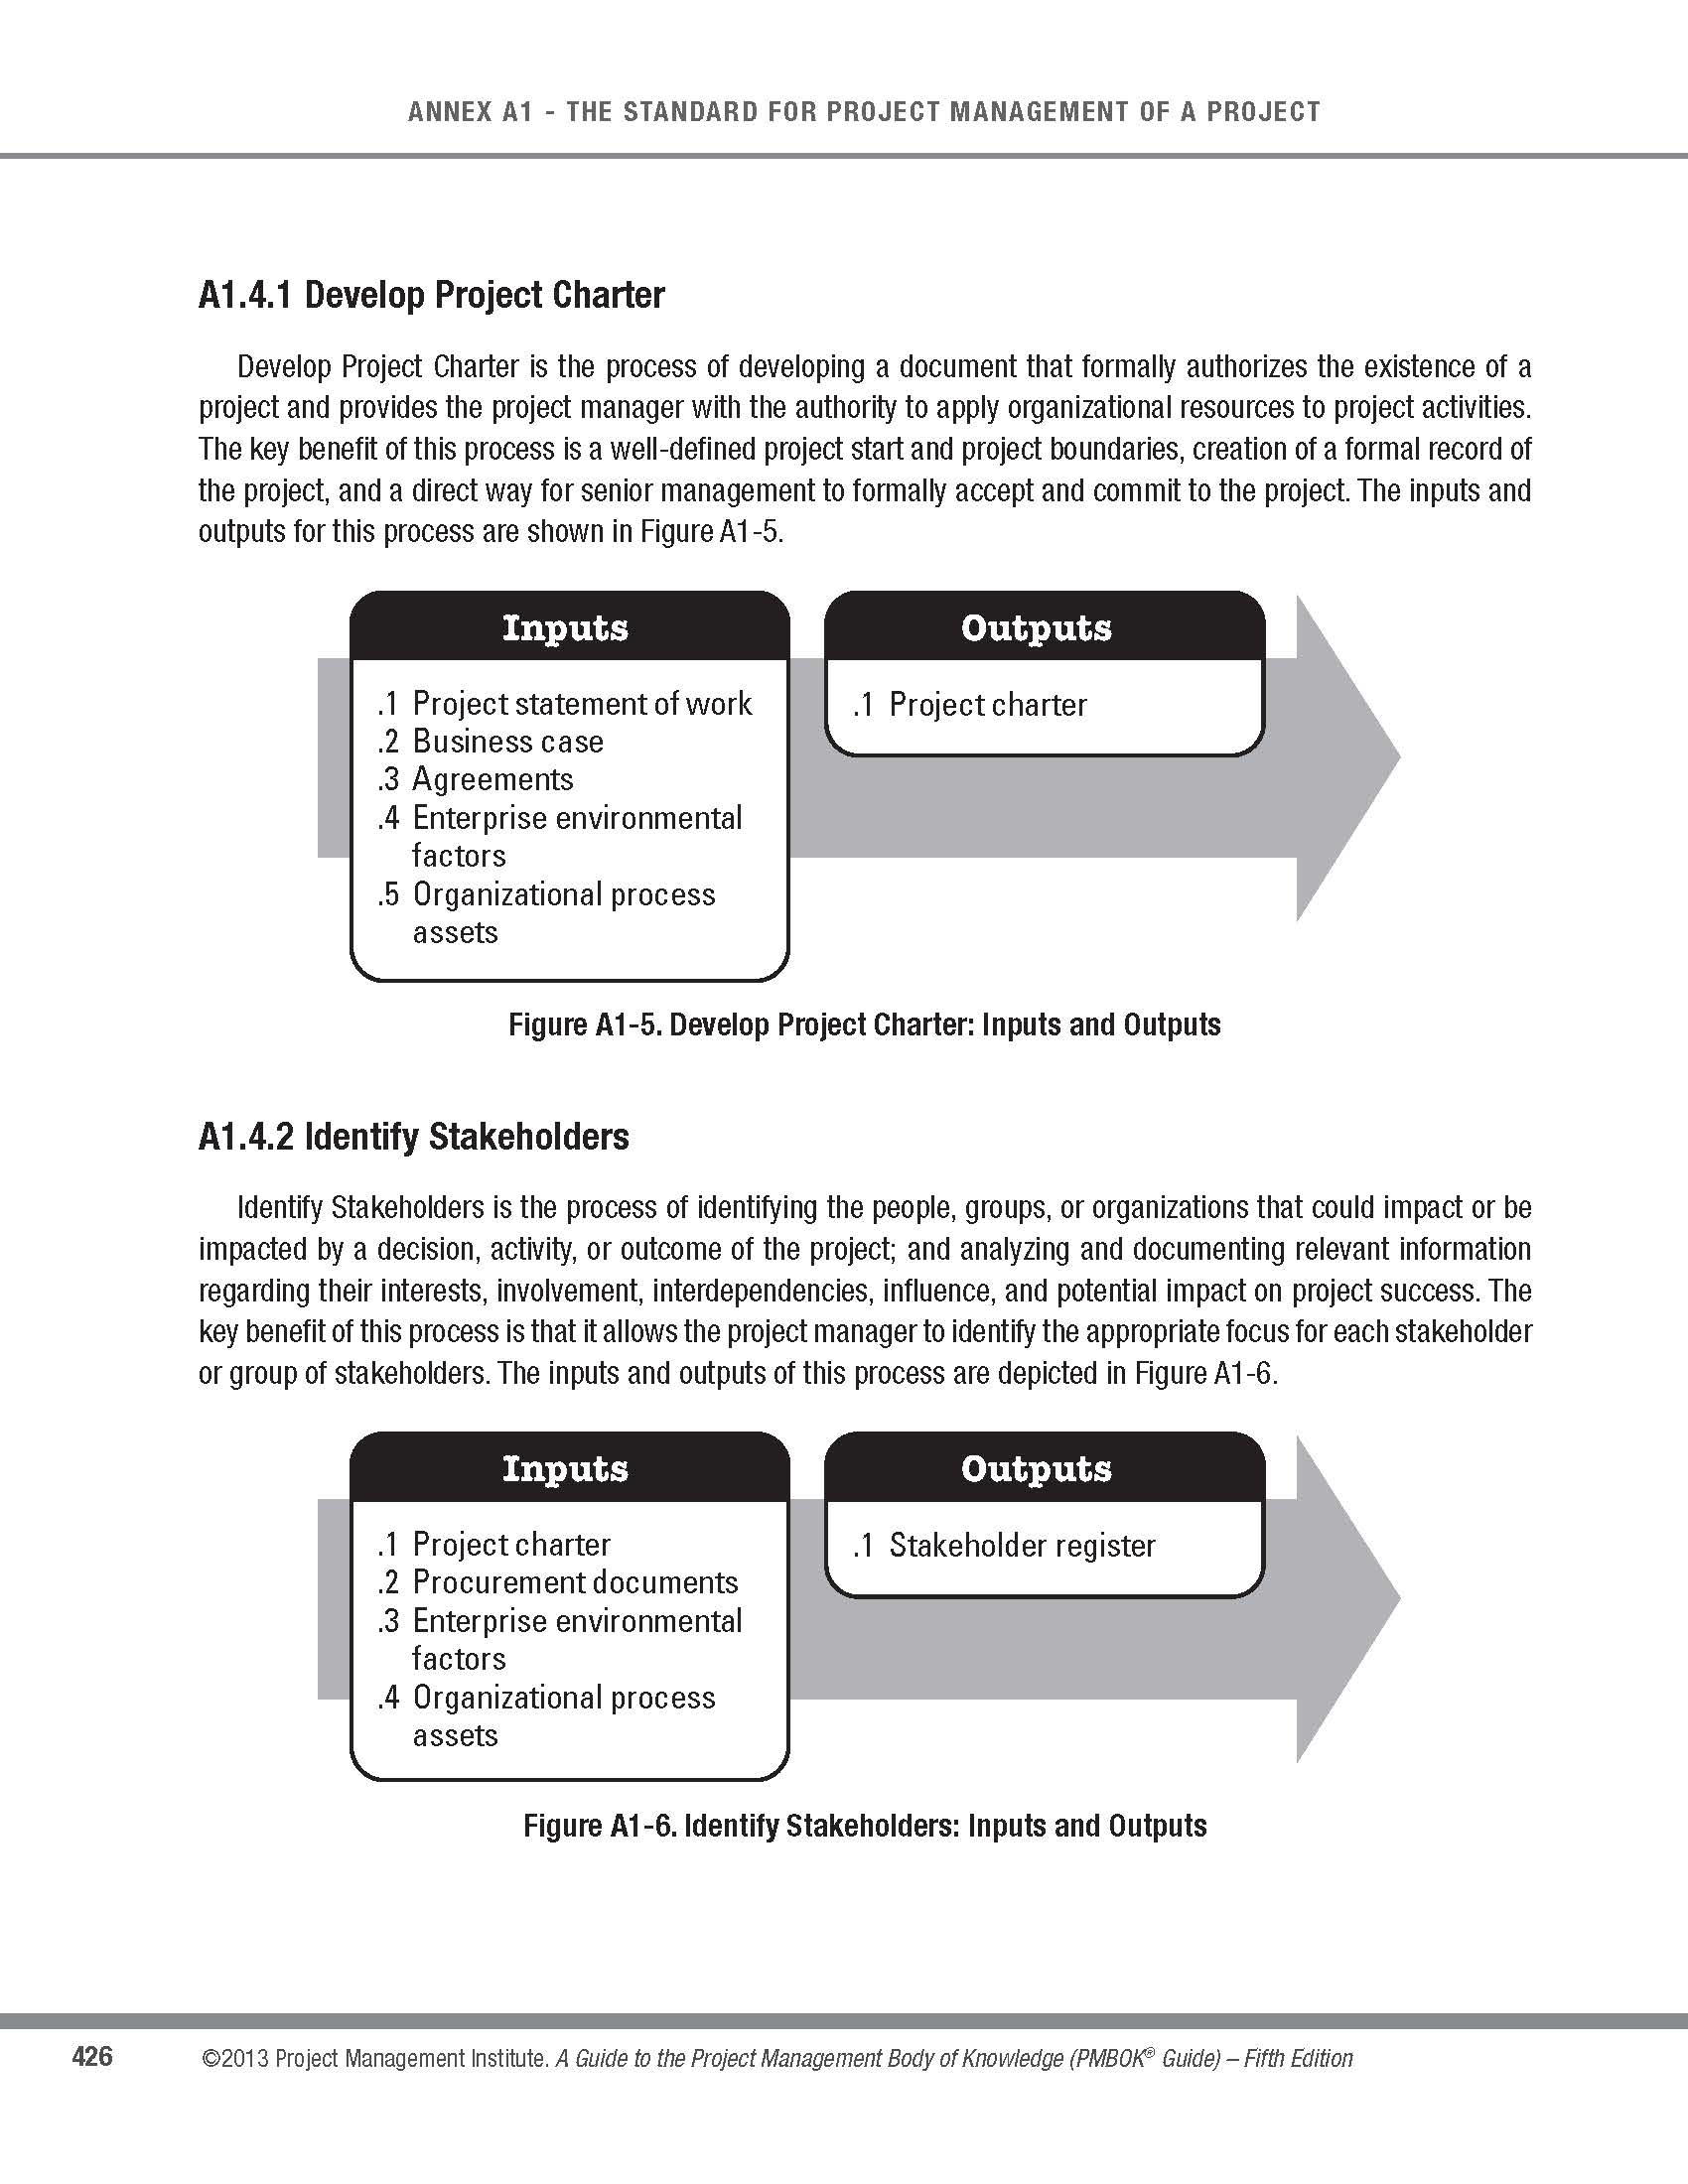 ANNEX A1 - THE STANDARD FOR PROJECT MANAGEMENT OF A PROJECT
A1.4.1 Develop Project Charter
Develop Project Charter is the process of developing a document that formally authorizes the existence of a
project and provides the project manager with the authority to apply organizational resources to project activities.
The key benefit of this process is a well-defined project start and project boundaries, creation of a formal record of
the project, and a direct way for senior management to formally accept and commit to the project. The inputs and
outputs for this process are shown in Figure A1-5.
Inputs
.1 Project statement of work
.2 Business case
.3 Agreements
.4 Enterprise environmental
factors
.5 Organizational process
assets
Outputs
.1 Project charter
Figure A1-5. Develop Project Charter: Inputs and Outputs
A1.4.2 Identify Stakeholders
Identify Stakeholders is the process of identifying the people, groups, or organizations that could impact or be
impacted by a decision, activity, or outcome of the project; and analyzing and documenting relevant information
regarding their interests, involvement, interdependencies, influence, and potential impact on project success. The
key benefit of this process is that it allows the project manager to identify the appropriate focus for each stakeholder
or group of stakeholders. The inputs and outputs of this process are depicted in Figure A1-6.
Inputs
.1 Project charter
.2 Procurement documents
.3 Enterprise environmental
factors
.4 Organizational process
assets
Outputs
.1 Stakeholder register
Figure A1-6. Identify Stakeholders: Inputs and Outputs
426 ©2013 Project Management Institute. A Guide to the Project Management Body of Knowledge (PMBOK® Guide) – Fifth Edition